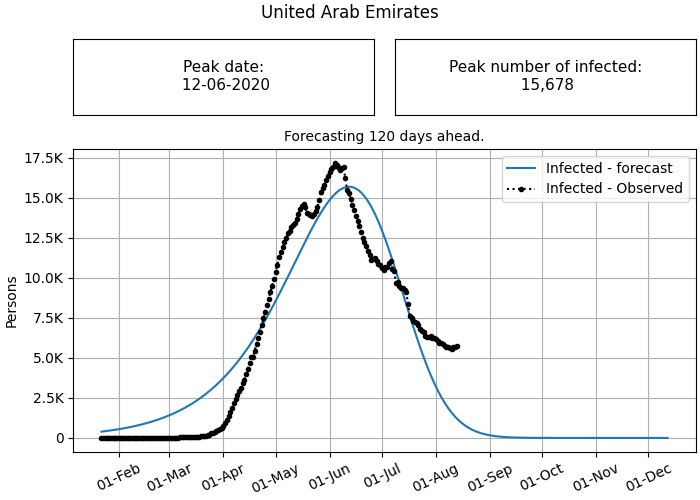 United Arab Emirates
Peak date:
12-06-2020
Peak number of infected:
15,678
Forecasting 120 days ahead.
17.5K
15.0K
12.5K
10.0K
7.5K
5.0K
2.5K
0
Persons
Infected - forecast
Infected - Observed
01-Feb
01-Mar
01-Apr
01-May
01-Jun
01-Jul
01-Aug
01-Sep
01-Oct
01-Nov
01-Dec